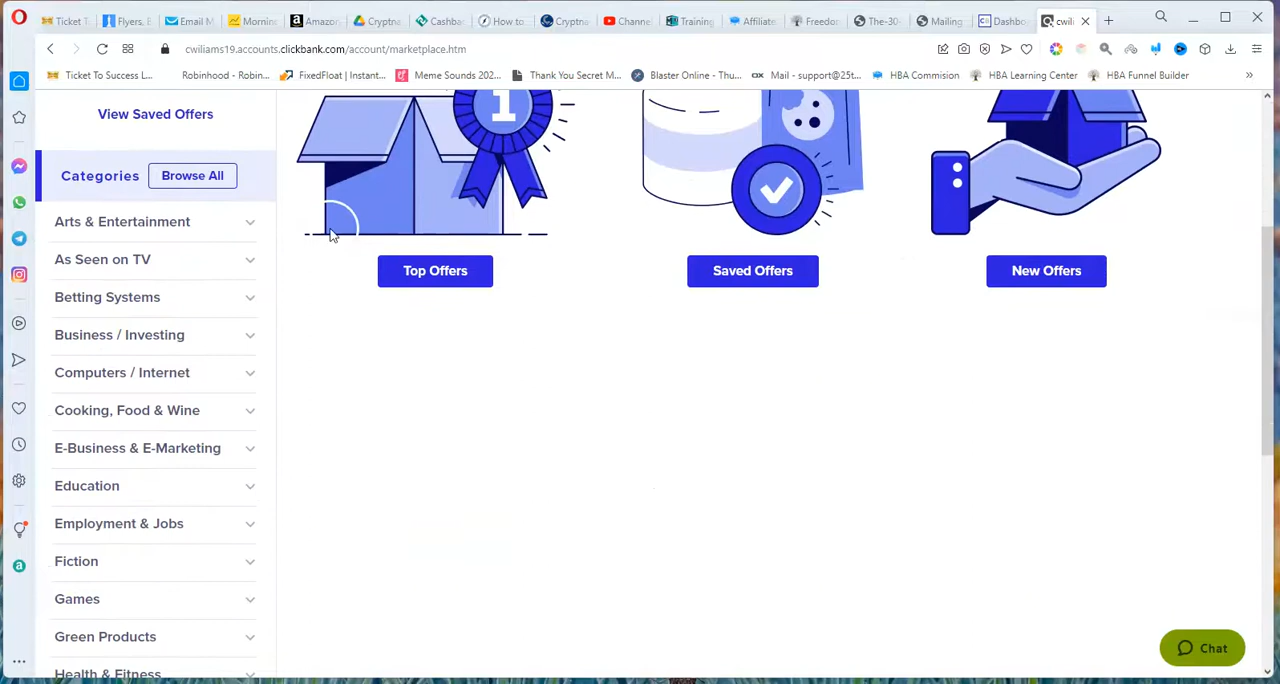 Ticket T
Flyers, E
Email M
Mornin
Amazon
Cryptna
Cashba
How to
Cryptna
Channe
Training
Affiliate
Freedo
The-30-
Mailing
Dashbo
cwili
cwiliams19.accounts.clickbank.com/account/marketplace.htm
Ticket To Success L...
Robinhood - Robin...
FixedFloat | Instant...
Meme Sounds 202...
Thank You Secret M...
Blaster Online - Thu...
Mail - support@25t...
HBA Commision
HBA Learning Center
HBA Funnel Builder
View Saved Offers
Categories
Browse All
Arts & Entertainment
As Seen on TV
Betting Systems
Business / Investing
Computers / Internet
Cooking, Food & Wine
E-Business & E-Marketing
Education
Employment & Jobs
Fiction
Games
Green Products
Health & Fitness
1
Top Offers
Saved Offers
New Offers
Chat